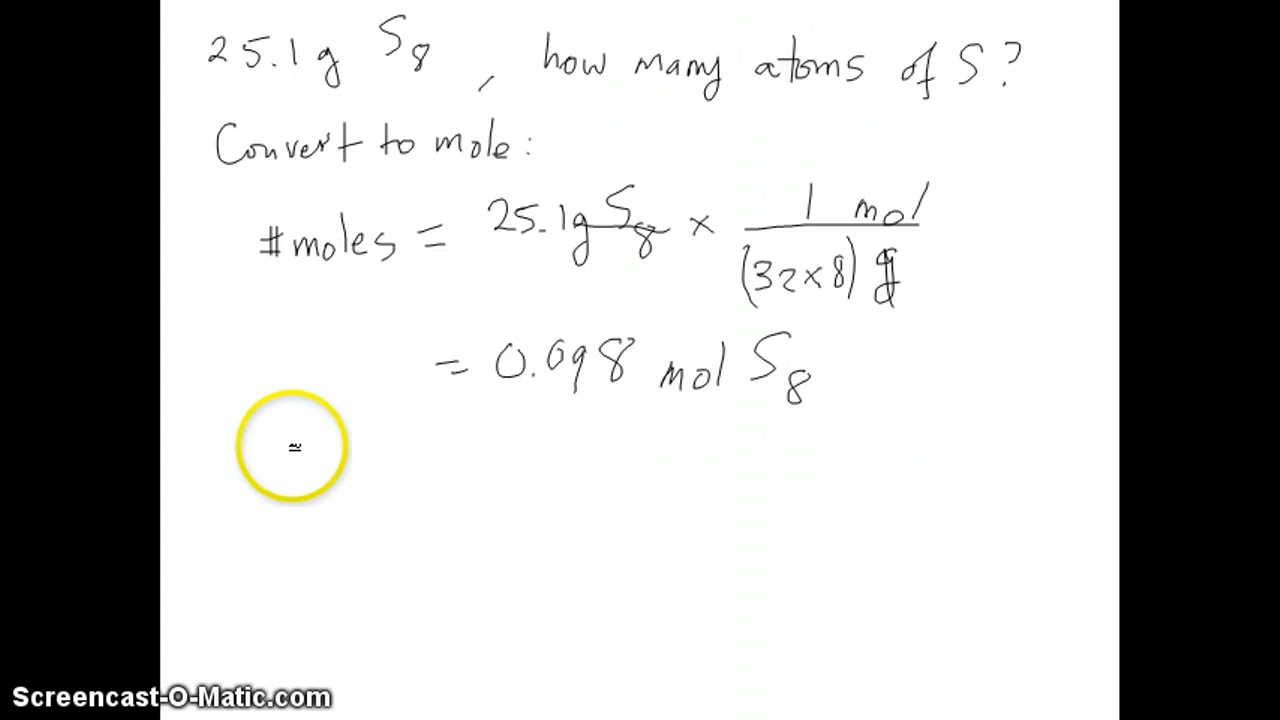 25.1 g S₈, how many atoms of S?
Convert to mole:
#moles = 25.1g S₈ × 1 mol / (32×8) g
= 0.098 mol S₈
Screencast-O-Matic.com